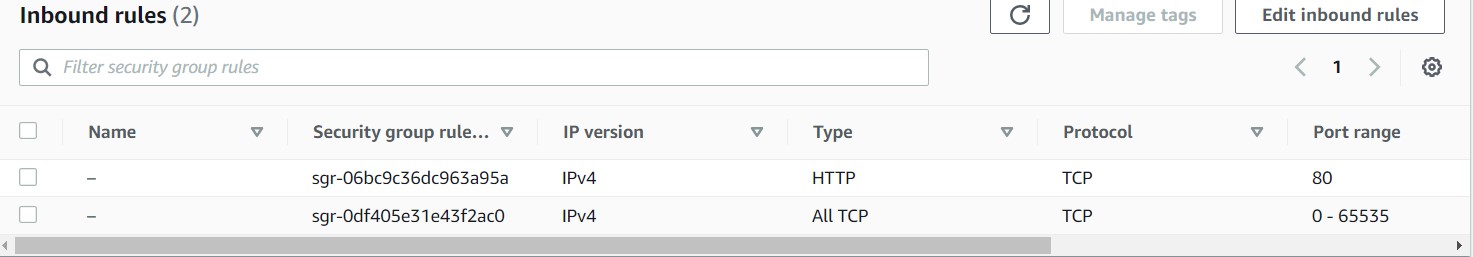 Inbound rules (2)
Manage tags
Edit inbound rules
Filter security group rules
1
Name Security group rule... IP version Type Protocol Port range
– sgr-06bc9c36dc963a95a IPv4 HTTP TCP 80
– sgr-0df405e31e43f2ac0 IPv4 All TCP TCP 0 - 65535